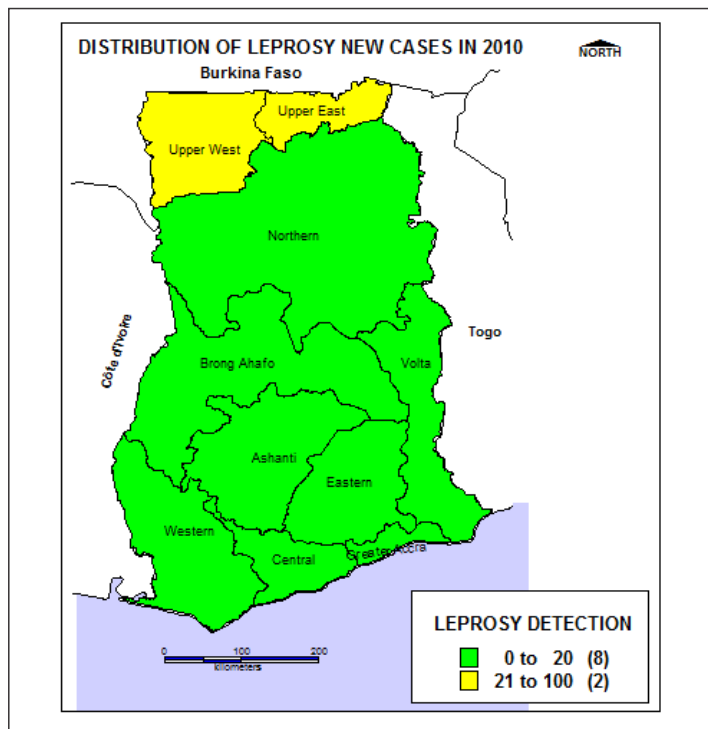 DISTRIBUTION OF LEPROSY NEW CASES IN 2010
NORTH
Burkina Faso
Upper East
Upper West
Northern
Côte d'Ivoire
Togo
Brong Ahafo
Volta
Ashanti
Eastern
Western
Central
Greater Accra
LEPROSY DETECTION
0 to 20 (8)
21 to 100 (2)
0 100 200
kilometers